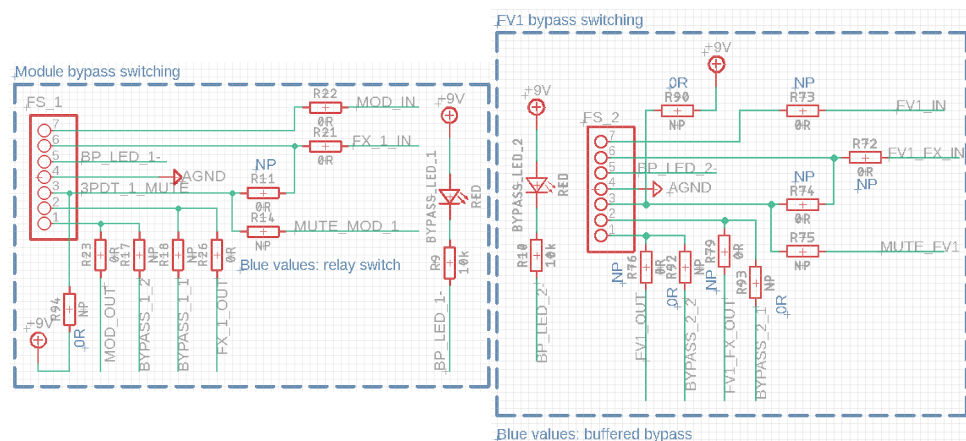 Module bypass switching
FS_1
7
6
5
4
3
2
1
BP_LED_1-
AGND
3PDT_1_MUTE
R22
0R
MOD_IN
R21
0R
FX_1_IN
NP
R11
0R
R14
NP
MUTE_MOD_1
+9V
BYPASS_LED_1
RED
R9
10k
BP_LED_1-
Blue values: relay switch
R23
0R
R17
NP
R18
NP
R26
0R
R94
NP
0R
+9V
MOD_OUT
BYPASS_1_2
BYPASS_1_1
FX_1_OUT
FV1 bypass switching
+9V
BYPASS_LED_2
RED
R10
10k
BP_LED_2-
FS_2
7
6
5
4
3
2
1
BP_LED_2-
AGND
+9V
0R
R90
NP
NP
R73
0R
FV1_IN
R72
0R
NP
FV1_FX_IN
NP
R74
0R
R75
NP
MUTE_FV1
NP
R76
0R
R92
NP
0R
R79
0R
NP
R93
NP
0R
FV1_OUT
BYPASS_2_2
FV1_FX_OUT
BYPASS_2_1
Blue values: buffered bypass